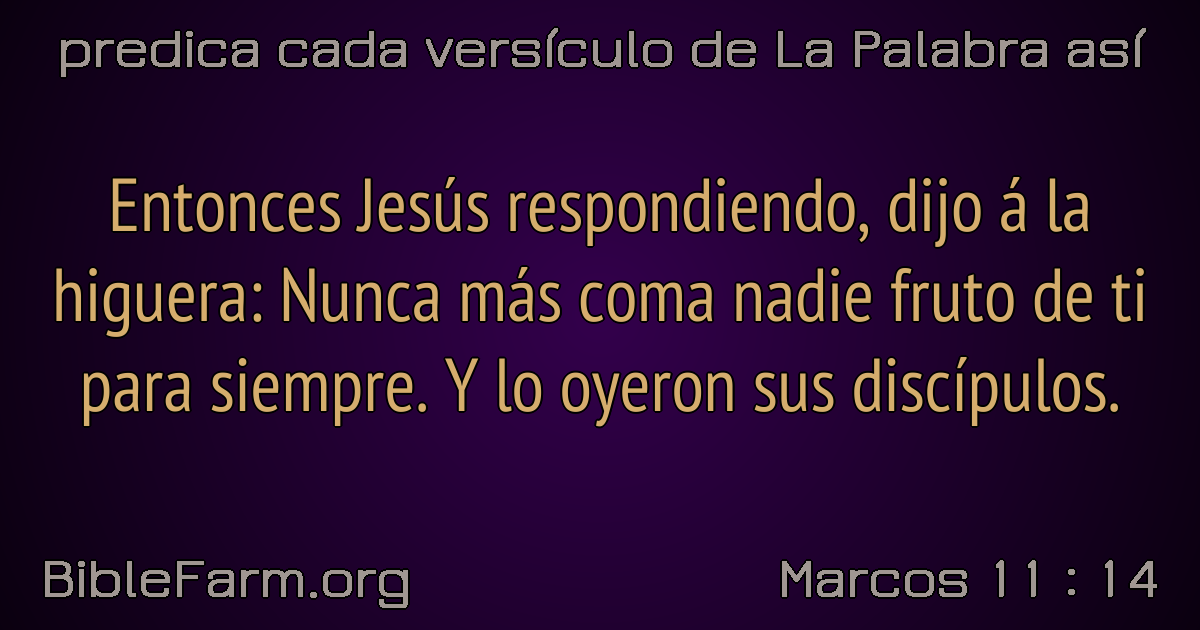 predica cada versículo de La Palabra así
Entonces Jesús respondiendo, dijo á la
higuera: Nunca más coma nadie fruto de ti
para siempre. Y lo oyeron sus discípulos.
BibleFarm.org
Marcos 11 : 14